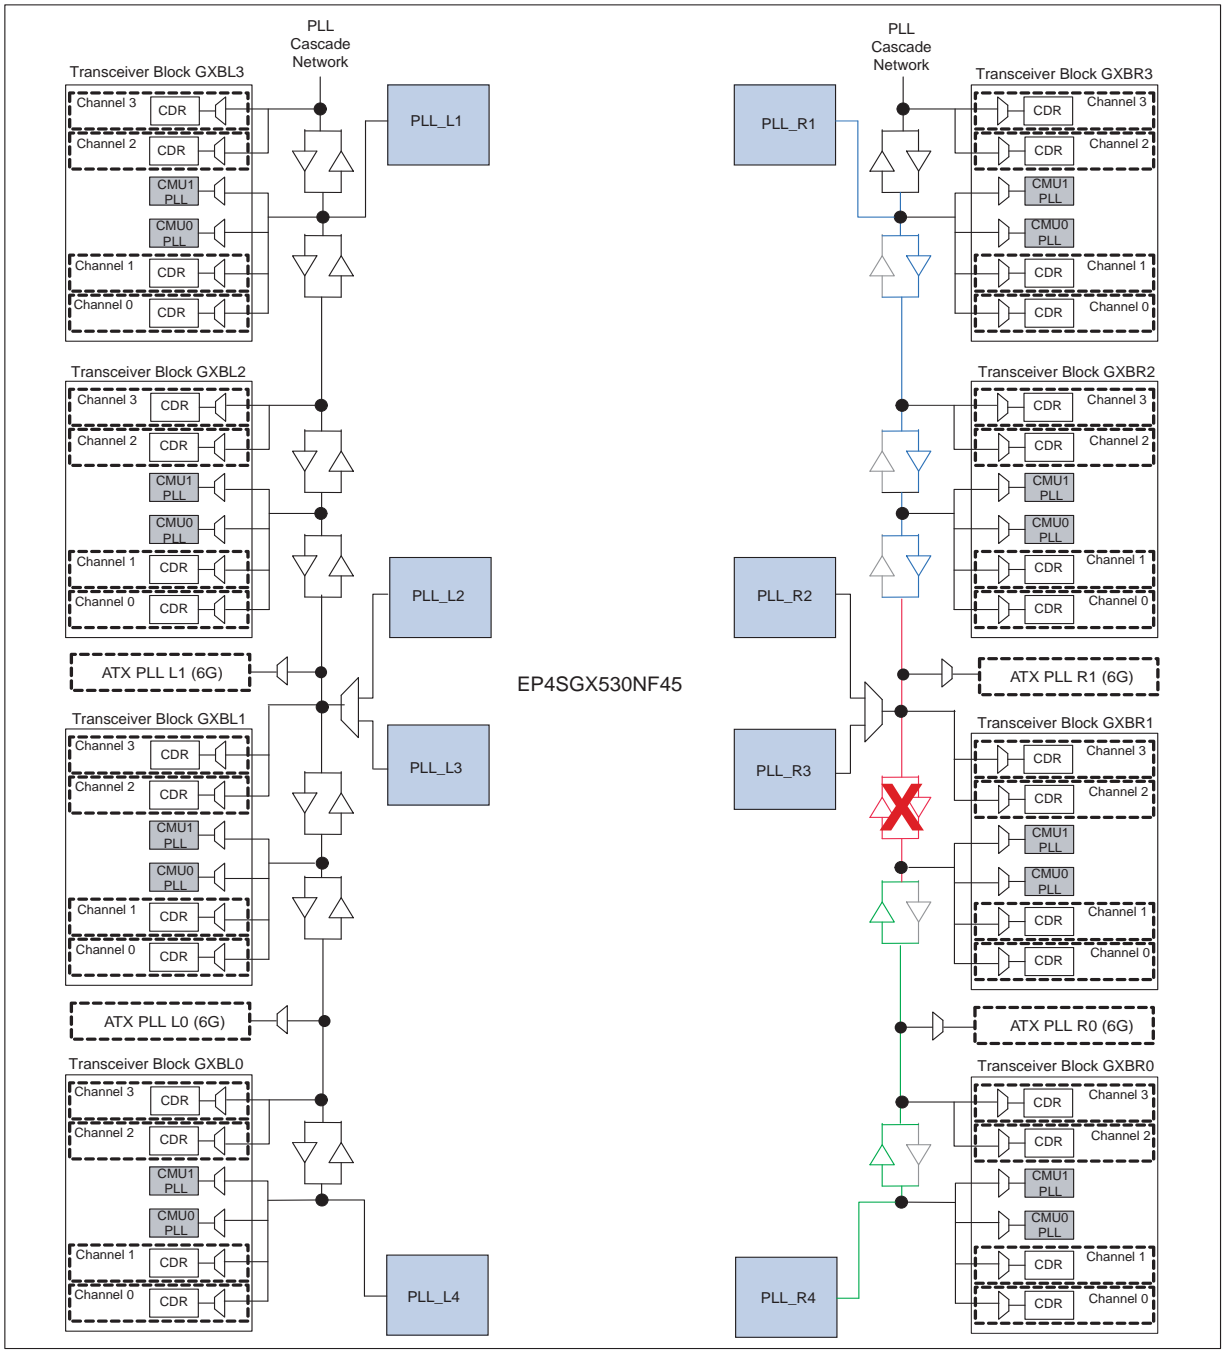 PLL
Cascade
Network
Transceiver Block GXBL3
Channel 3
CDR
Channel 2
CDR
CMU1
PLL
CMU0
PLL
Channel 1
CDR
Channel 0
CDR
PLL_L1
Transceiver Block GXBL2
Channel 3
CDR
Channel 2
CDR
CMU1
PLL
CMU0
PLL
Channel 1
CDR
Channel 0
CDR
PLL_L2
ATX PLL L1 (6G)
Transceiver Block GXBL1
Channel 3
CDR
Channel 2
CDR
CMU1
PLL
CMU0
PLL
Channel 1
CDR
Channel 0
CDR
PLL_L3
ATX PLL L0 (6G)
Transceiver Block GXBL0
Channel 3
CDR
Channel 2
CDR
CMU1
PLL
CMU0
PLL
Channel 1
CDR
Channel 0
CDR
PLL_L4
EP4SGX530NF45
PLL
Cascade
Network
PLL_R1
Transceiver Block GXBR3
Channel 3
CDR
Channel 2
CDR
CMU1
PLL
CMU0
PLL
Channel 1
CDR
Channel 0
CDR
Transceiver Block GXBR2
Channel 3
CDR
Channel 2
CDR
CMU1
PLL
CMU0
PLL
Channel 1
CDR
Channel 0
CDR
PLL_R2
ATX PLL R1 (6G)
PLL_R3
X
Transceiver Block GXBR1
Channel 3
CDR
Channel 2
CDR
CMU1
PLL
CMU0
PLL
Channel 1
CDR
Channel 0
CDR
ATX PLL R0 (6G)
Transceiver Block GXBR0
Channel 3
CDR
Channel 2
CDR
CMU1
PLL
CMU0
PLL
Channel 1
CDR
Channel 0
CDR
PLL_R4